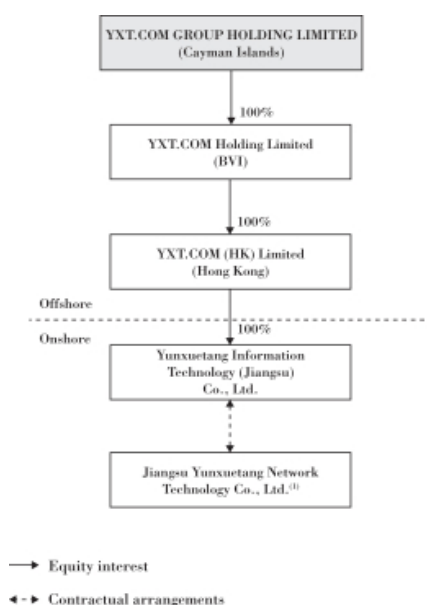 YXT.COM GROUP HOLDING LIMITED
(Cayman Islands)
100%
YXT.COM Holding Limited
(BVI)
100%
YXT.COM (HK) Limited
(Hong Kong)
Offshore
Onshore
100%
Yunxuetang Information
Technology (Jiangsu)
Co., Ltd.
Jiangsu Yunxuetang Network
Technology Co., Ltd.(1)
Equity interest
Contractual arrangements